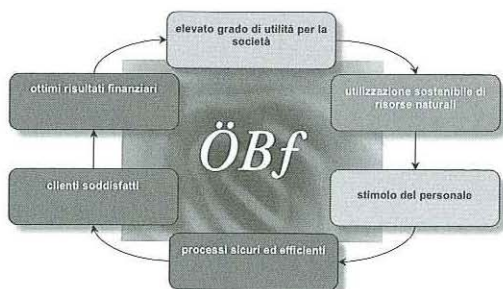 elevato grado di utilità per la
società
ottimi risultati finanziari
utilizzazione sostenibile di
risorse naturali
ÖBf
clienti soddisfatti
stimolo del personale
processi sicuri ed efficienti